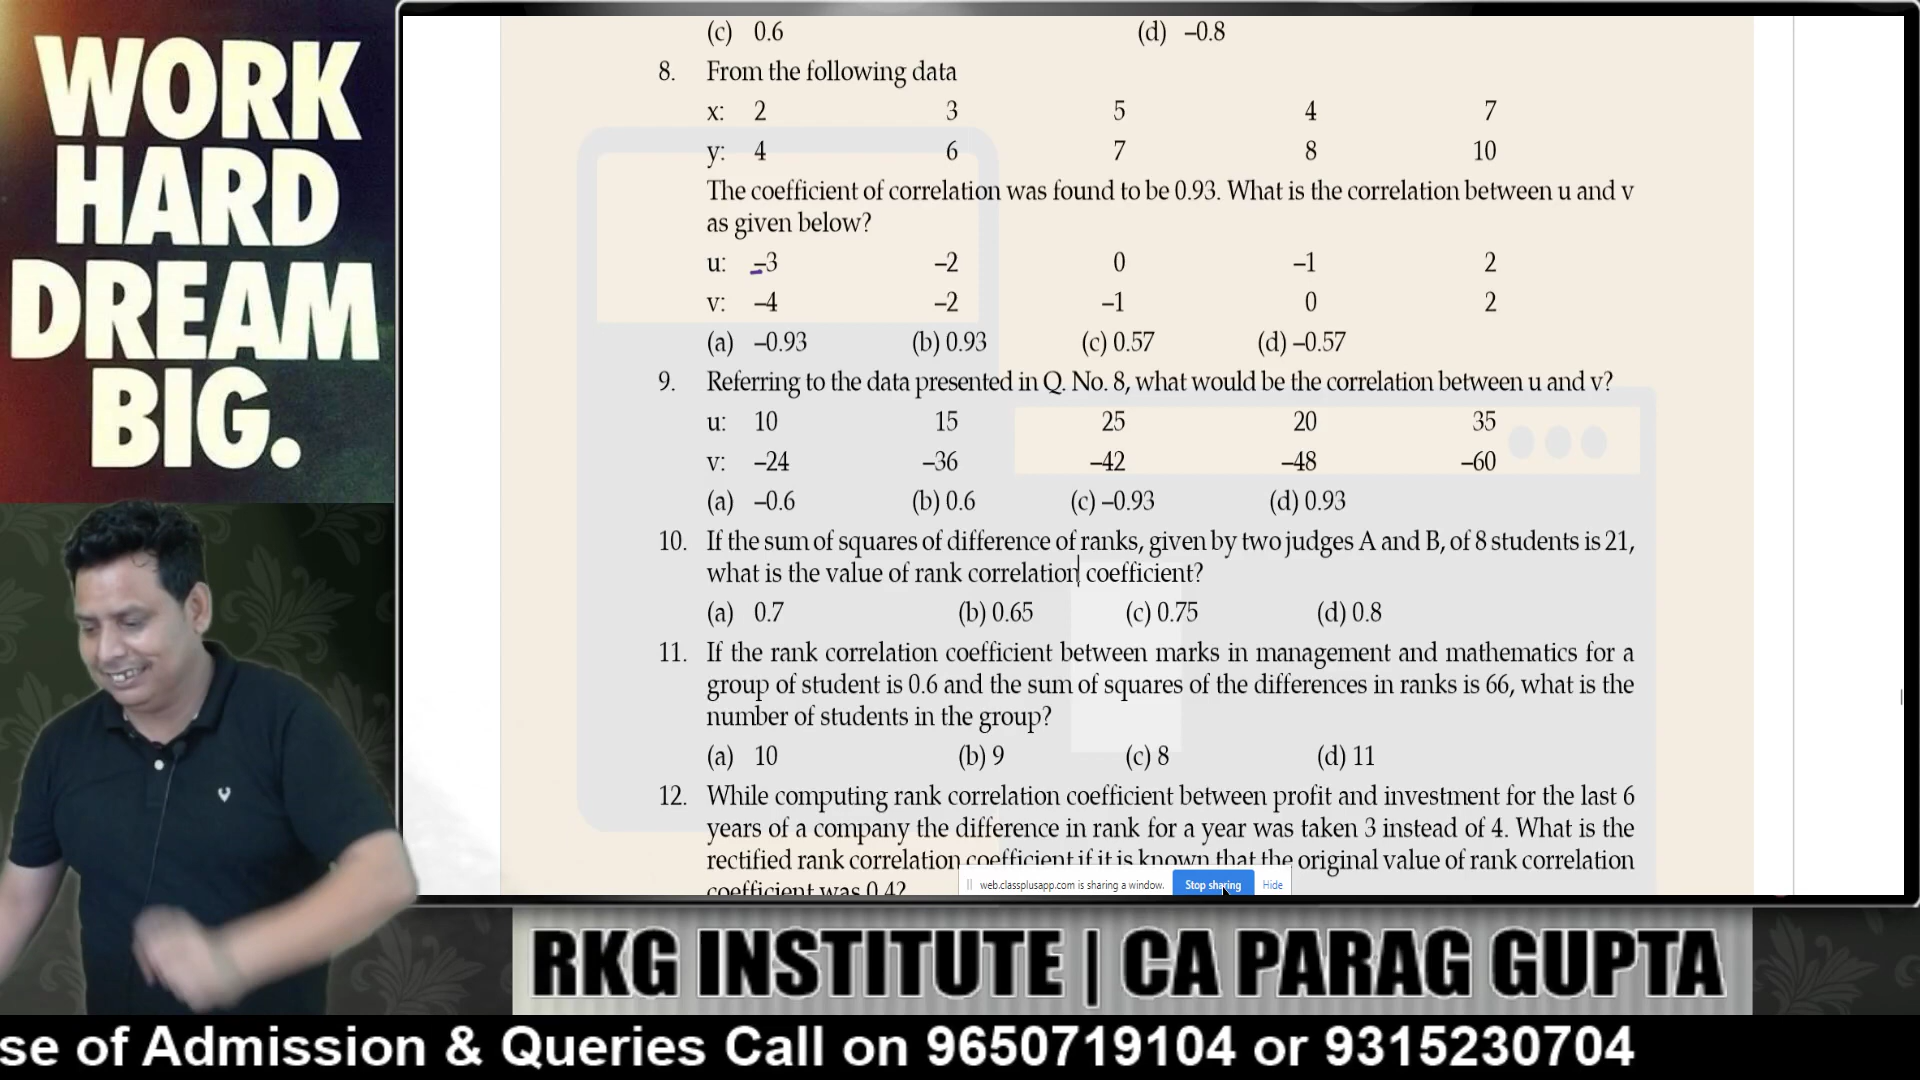 WORK
HARD
DREAM
BIG.
(c) 0.6 (d) –0.8
8. From the following data
x: 2 3 5 4 7
y: 4 6 7 8 10
The coefficient of correlation was found to be 0.93. What is the correlation between u and v
as given below?
u: –3 –2 0 –1 2
v: –4 –2 –1 0 2
(a) –0.93 (b) 0.93 (c) 0.57 (d) –0.57
9. Referring to the data presented in Q. No. 8, what would be the correlation between u and v?
u: 10 15 25 20 35
v: –24 –36 –42 –48 –60
(a) –0.6 (b) 0.6 (c) –0.93 (d) 0.93
10. If the sum of squares of difference of ranks, given by two judges A and B, of 8 students is 21,
what is the value of rank correlation coefficient?
(a) 0.7 (b) 0.65 (c) 0.75 (d) 0.8
11. If the rank correlation coefficient between marks in management and mathematics for a
group of student is 0.6 and the sum of squares of the differences in ranks is 66, what is the
number of students in the group?
(a) 10 (b) 9 (c) 8 (d) 11
12. While computing rank correlation coefficient between profit and investment for the last 6
years of a company the difference in rank for a year was taken 3 instead of 4. What is the
rectified rank correlation coefficient if it is known that the original value of rank correlation
coefficient was 0.4?
web.classplusapp.com is sharing a window. Stop sharing Hide
RKG INSTITUTE | CA PARAG GUPTA
se of Admission & Queries Call on 9650719104 or 9315230704